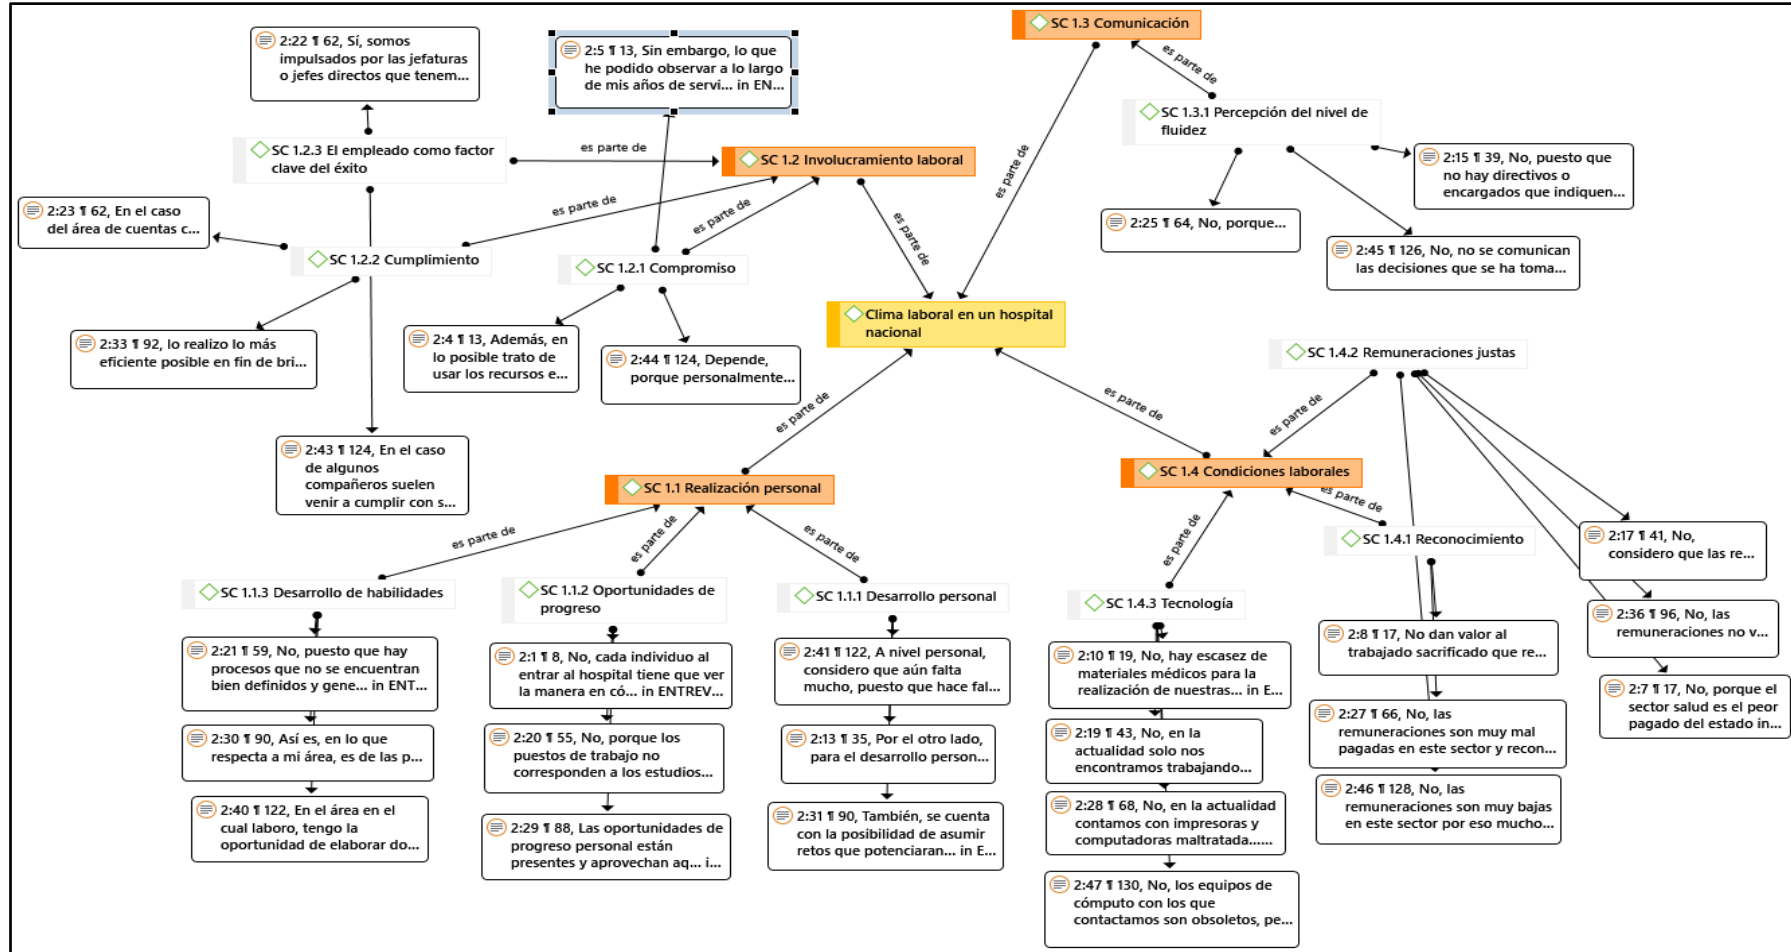 SC 1.3 Comunicación
2:22 ¶ 62, Sí, somos
impulsados por las jefaturas
o jefes directos que tenem...
2:5 ¶ 13, Sin embargo, lo que
he podido observar a lo largo
de mis años de servi... in EN...
es parte de
SC 1.3.1 Percepción del nivel de
fluidez
es parte de
SC 1.2.3 El empleado como factor
clave del éxito
es parte de
SC 1.2 Involucramiento laboral
2:15 ¶ 39, No, puesto que
no hay directivos o
encargados que indiquen...
2:23 ¶ 62, En el caso
del área de cuentas c...
es parte de
es parte de
es parte de
2:25 ¶ 64, No, porque...
2:45 ¶ 126, No, no se comunican
las decisiones que se ha toma...
SC 1.2.2 Cumplimiento
SC 1.2.1 Compromiso
Clima laboral en un hospital
nacional
2:33 ¶ 92, lo realizo lo más
eficiente posible en fin de bri...
2:4 ¶ 13, Además, en
lo posible trato de
usar los recursos e...
2:44 ¶ 124, Depende,
porque personalmente...
SC 1.4.2 Remuneraciones justas
es parte de
es parte de
es parte de
2:43 ¶ 124, En el caso
de algunos
compañeros suelen
venir a cumplir con s...
SC 1.1 Realización personal
SC 1.4 Condiciones laborales
es parte de
es parte de
es parte de
es parte de
es parte de
SC 1.4.1 Reconocimiento
2:17 ¶ 41, No,
considero que las re...
SC 1.1.3 Desarrollo de habilidades
SC 1.1.2 Oportunidades de
progreso
SC 1.1.1 Desarrollo personal
SC 1.4.3 Tecnología
2:36 ¶ 96, No, las
remuneraciones no v...
2:21 ¶ 59, No, puesto que hay
procesos que no se encuentran
bien definidos y gene... in ENT...
2:1 ¶ 8, No, cada individuo al
entrar al hospital tiene que ver
la manera en có... in ENTREV...
2:41 ¶ 122, A nivel personal,
considero que aún falta
mucho, puesto que hace fal...
2:10 ¶ 19, No, hay escasez de
materiales médicos para la
realización de nuestras... in E...
2:8 ¶ 17, No dan valor al
trabajado sacrificado que re...
2:7 ¶ 17, No, porque el
sector salud es el peor
pagado del estado in...
2:30 ¶ 90, Así es, en lo que
respecta a mi área, es de las p...
2:20 ¶ 55, No, porque los
puestos de trabajo no
corresponden a los estudios...
2:13 ¶ 35, Por el otro lado,
para el desarrollo person...
2:19 ¶ 43, No, en la
actualidad solo nos
encontramos trabajando...
2:27 ¶ 66, No, las
remuneraciones son muy mal
pagadas en este sector y recon...
2:40 ¶ 122, En el área en el
cual laboro, tengo la
oportunidad de elaborar do...
2:29 ¶ 88, Las oportunidades de
progreso personal están
presentes y aprovechan aq... i...
2:31 ¶ 90, También, se cuenta
con la posibilidad de asumir
retos que potenciaran... in E...
2:28 ¶ 68, No, en la actualidad
contamos con impresoras y
computadoras maltratada......
2:46 ¶ 128, No, las
remuneraciones son muy bajas
en este sector por eso mucho...
2:47 ¶ 130, No, los equipos de
cómputo con los que
contactamos son obsoletos, pe...